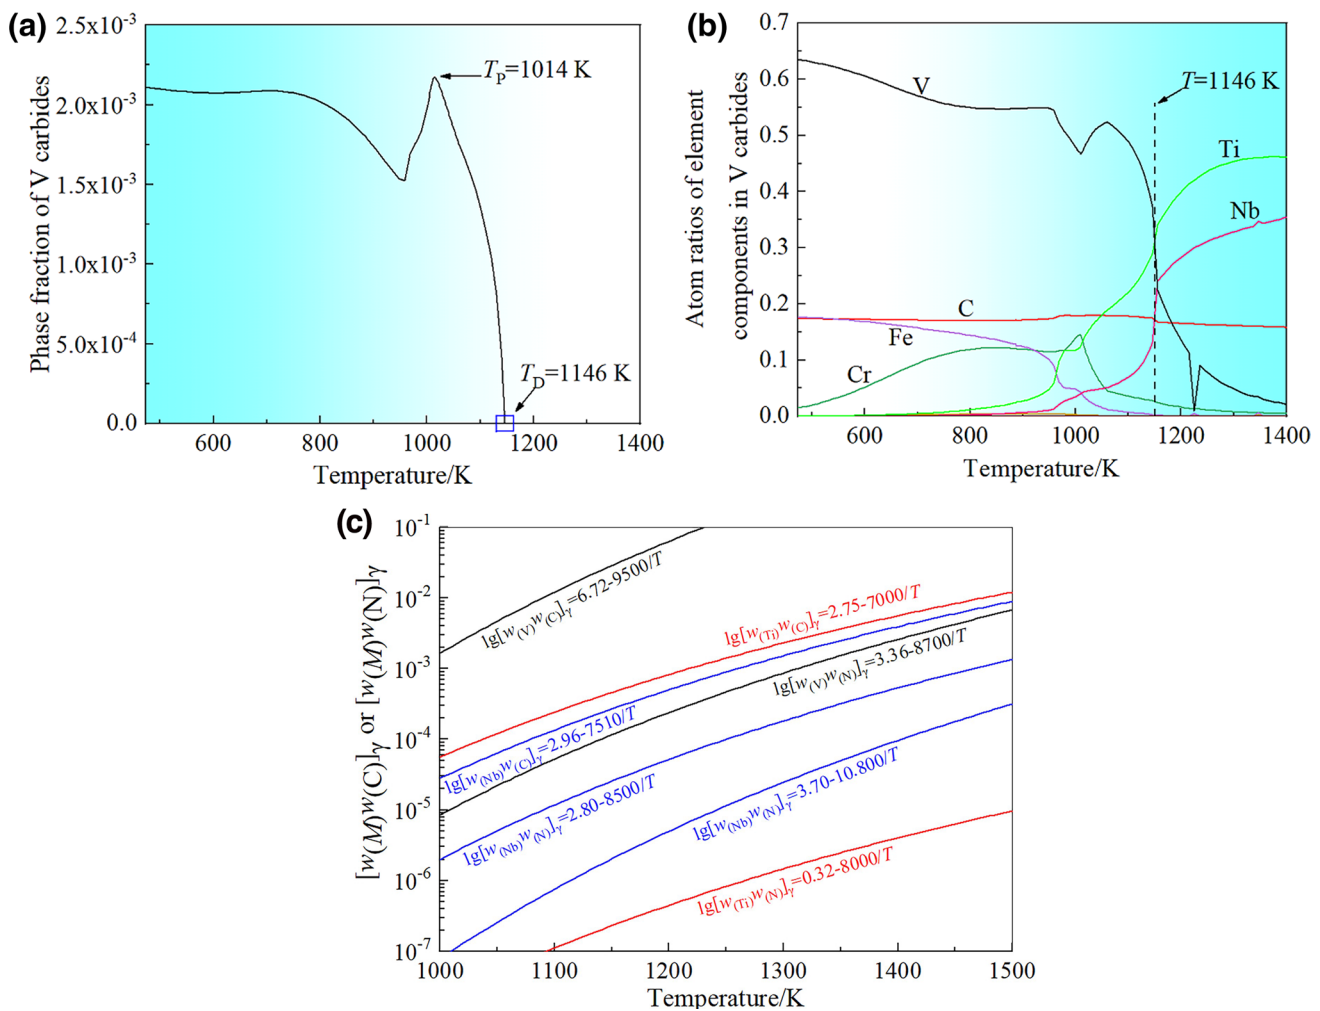 (a)
Phase fraction of V carbides
2.5x10⁻³
2.0x10⁻³
1.5x10⁻³
1.0x10⁻³
5.0x10⁻⁴
0.0
T_P=1014 K
T_D=1146 K
600 800 1000 1200 1400
Temperature/K
(b)
Atom ratios of element
components in V carbides
0.7
0.6
0.5
0.4
0.3
0.2
0.1
0.0
T=1146 K
V
Ti
Nb
C
Fe
Cr
600 800 1000 1200 1400
Temperature/K
(c)
[w(M)w(C)]γ or [w(M)w(N)]γ
10⁻¹
10⁻²
10⁻³
10⁻⁴
10⁻⁵
10⁻⁶
10⁻⁷
lg[w(V)w(C)]γ=6.72-9500/T
lg[w(Ti)w(C)]γ=2.75-7000/T
lg[w(V)w(N)]γ=3.36-8700/T
lg[w(Nb)w(C)]γ=2.96-7510/T
lg[w(Nb)w(N)]γ=2.80-8500/T
lg[w(Nb)w(N)]γ=3.70-10.800/T
lg[w(Ti)w(N)]γ=0.32-8000/T
1000 1100 1200 1300 1400 1500
Temperature/K